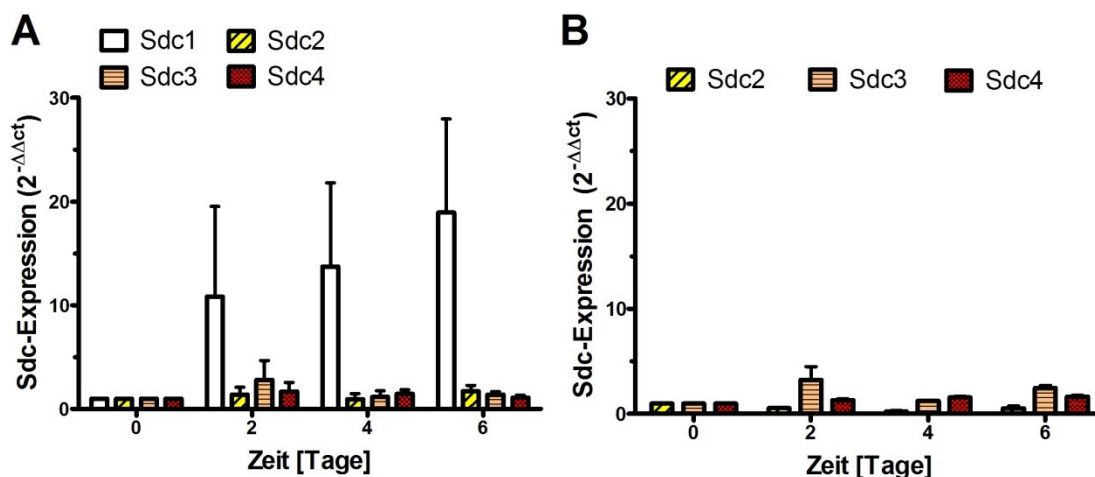 A
Sdc1 Sdc2
Sdc3 Sdc4
Sdc-Expression (2^-ΔΔct)
30
20
10
0
0 2 4 6
Zeit [Tage]
B
Sdc2 Sdc3 Sdc4
Sdc-Expression (2^-ΔΔct)
30
20
10
0
0 2 4 6
Zeit [Tage]